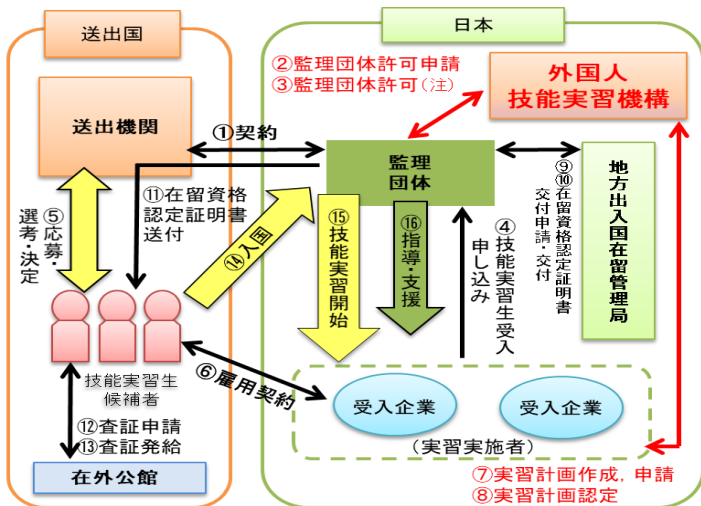 送出国
日本
②監理団体許可申請
③監理団体許可(注)
外国人
技能実習機構
送出機関
①契約
監理
団体
⑨⑩在留資格認定証明書
交付申請・交付
地方出入国在留管理局
⑤応募・
選考・決定
⑪在留資格
認定証明書
送付
⑭入国
⑮技能実習開始
⑯指導・支援
④技能実習生受入
申し込み
技能実習生
候補者
⑥雇用契約
受入企業
受入企業
(実習実施者)
⑫査証申請
⑬査証発給
在外公館
⑦実習計画作成，申請
⑧実習計画認定